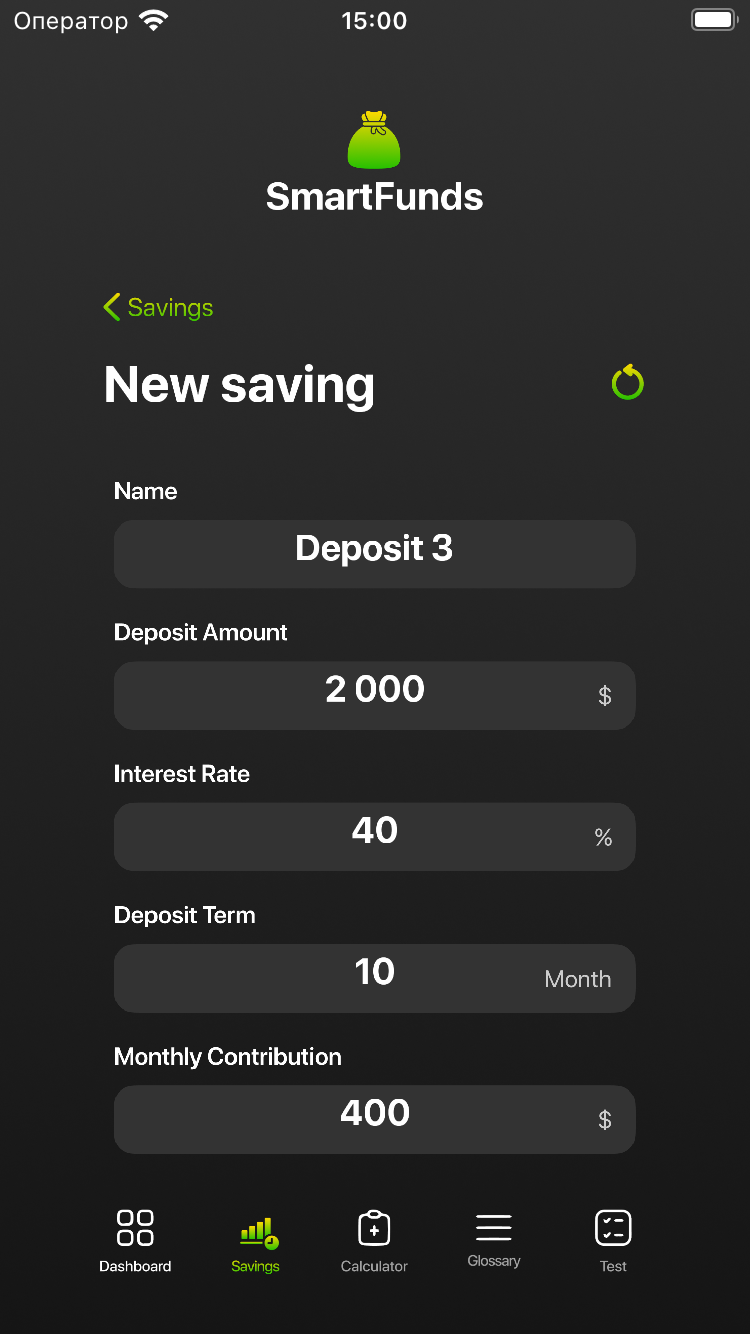 Оператор 15:00
SmartFunds
Savings
New saving
Name
Deposit 3
Deposit Amount
2 000 $
Interest Rate
40 %
Deposit Term
10 Month
Monthly Contribution
400 $
Dashboard Savings Calculator Glossary Test